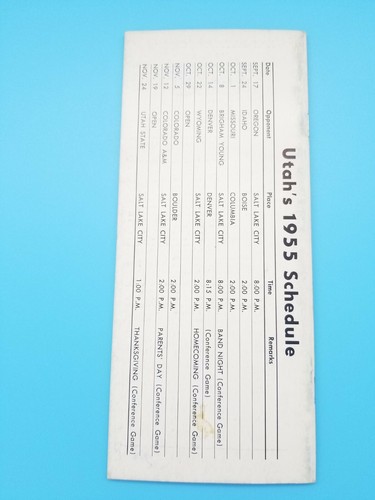 Utah's 1955 Schedule
Date Opponent Place Time Remarks
SEPT. 17 OREGON SALT LAKE CITY 8:00 P.M.
SEPT. 24 IDAHO BOISE 2:00 P.M.
OCT. 1 MISSOURI COLUMBIA 2:00 P.M.
OCT. 8 BRIGHAM YOUNG SALT LAKE CITY 8:00 P.M. BAND NIGHT (Conference Game)
OCT. 14 DENVER DENVER 8:15 P.M. (Conference Game)
OCT. 22 WYOMING SALT LAKE CITY 2:00 P.M. HOMECOMING (Conference Game)
OCT. 29 OPEN
NOV. 5 COLORADO BOULDER 2:00 P.M.
NOV. 12 COLORADO A&M SALT LAKE CITY 2:00 P.M. PARENTS' DAY (Conference Game)
NOV. 19 OPEN
NOV. 24 UTAH STATE SALT LAKE CITY 1:00 P.M. THANKSGIVING (Conference Game)